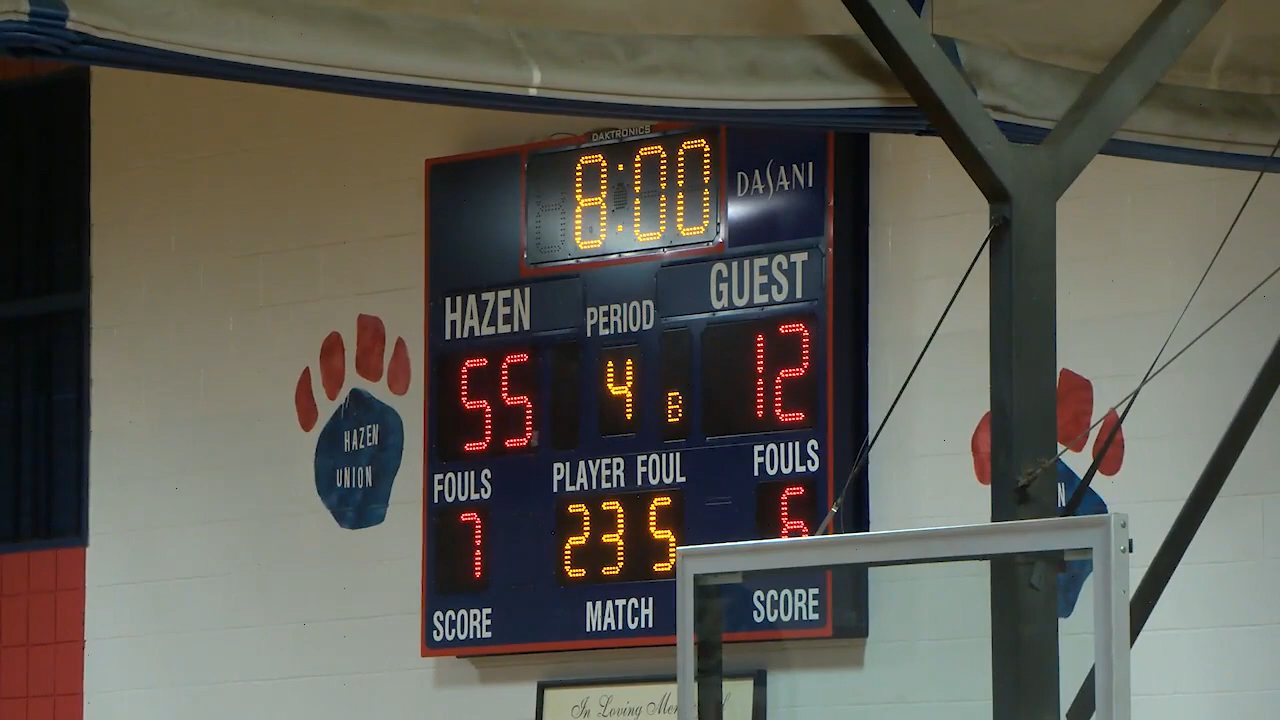 DAKTRONICS
8:00
DASANI
HAZEN
PERIOD
GUEST
55
4
B
12
FOULS
PLAYER FOUL
FOULS
7
23 5
6
SCORE
MATCH
SCORE
HAZEN
UNION
N
In Loving